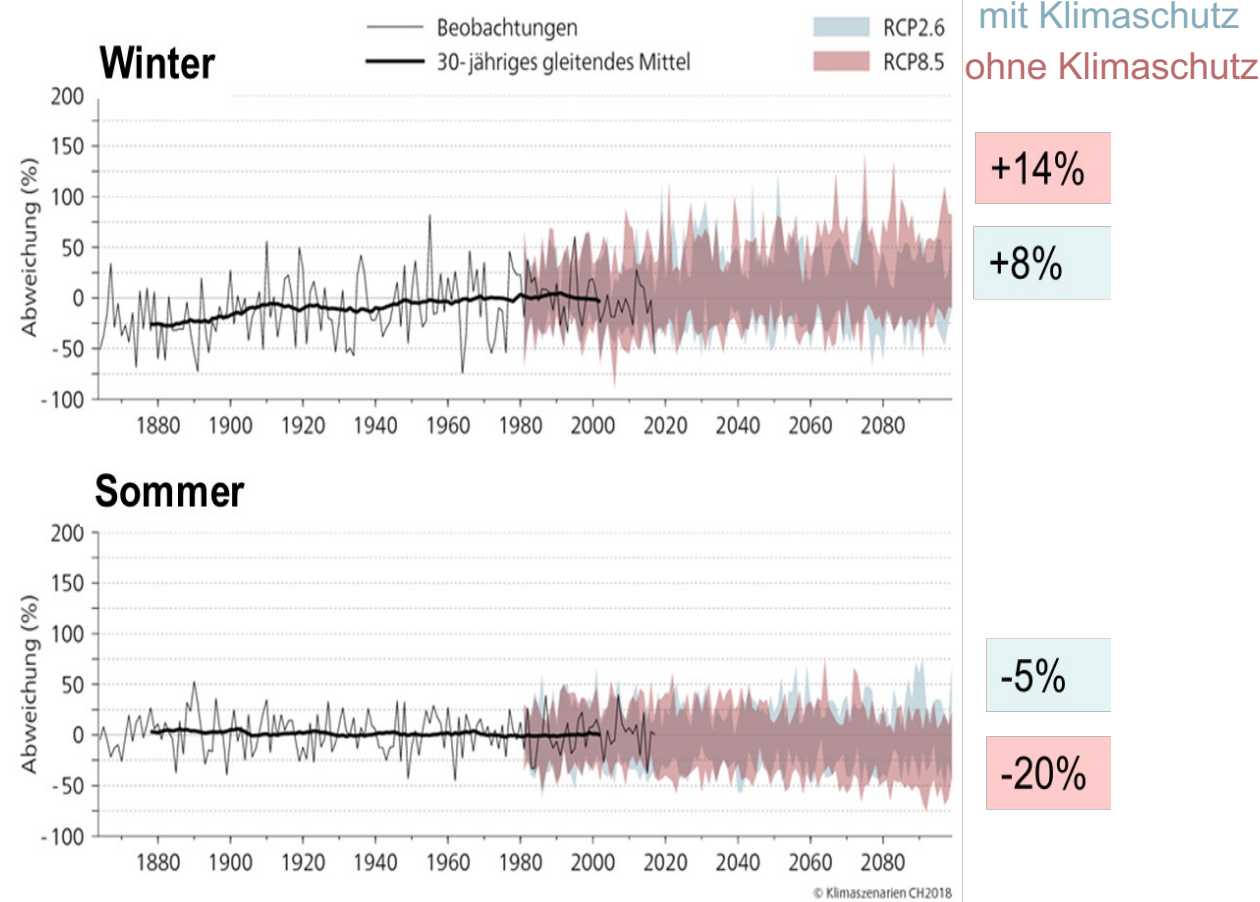 mit Klimaschutz
ohne Klimaschutz
Beobachtungen
30-jähriges gleitendes Mittel
RCP2.6
RCP8.5
Winter
Abweichung (%)
200
150
100
50
0
-50
-100
1880 1900 1920 1940 1960 1980 2000 2020 2040 2060 2080
+14%
+8%
Sommer
Abweichung (%)
200
150
100
50
0
-50
-100
1880 1900 1920 1940 1960 1980 2000 2020 2040 2060 2080
-5%
-20%
© Klimaszenarien CH2018